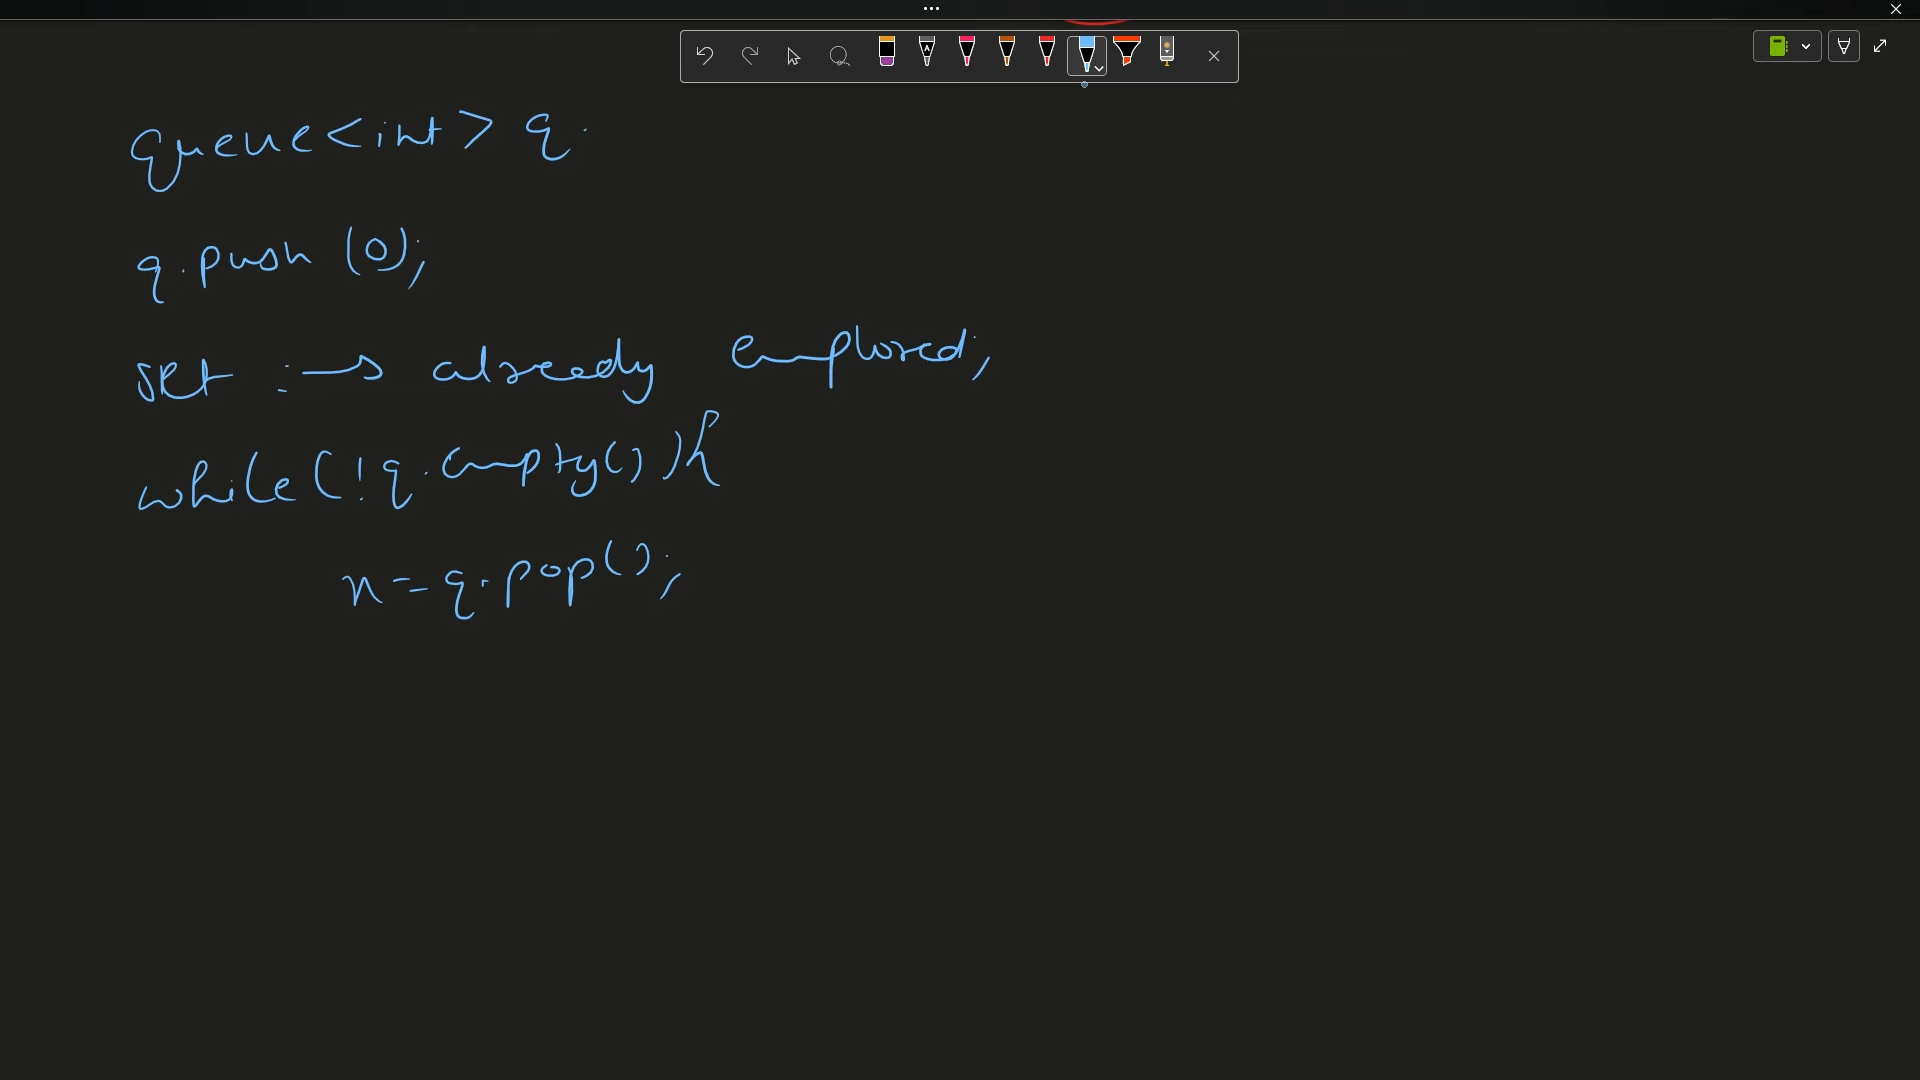 queue<int> q.
q.push (0);
set :→ already explored;
while(!q.empty()){
x=q.pop();